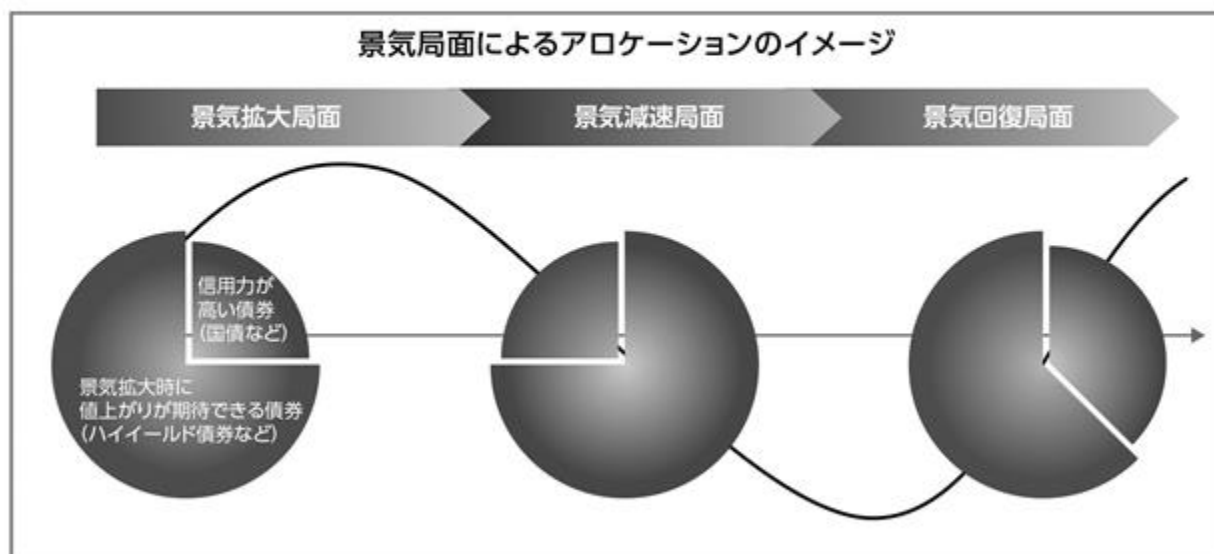 景気局面によるアロケーションのイメージ
景気拡大局面
景気減速局面
景気回復局面
信用力が
高い債券
(国債など)
景気拡大時に
値上がりが期待できる債券
(ハイイールド債券など)